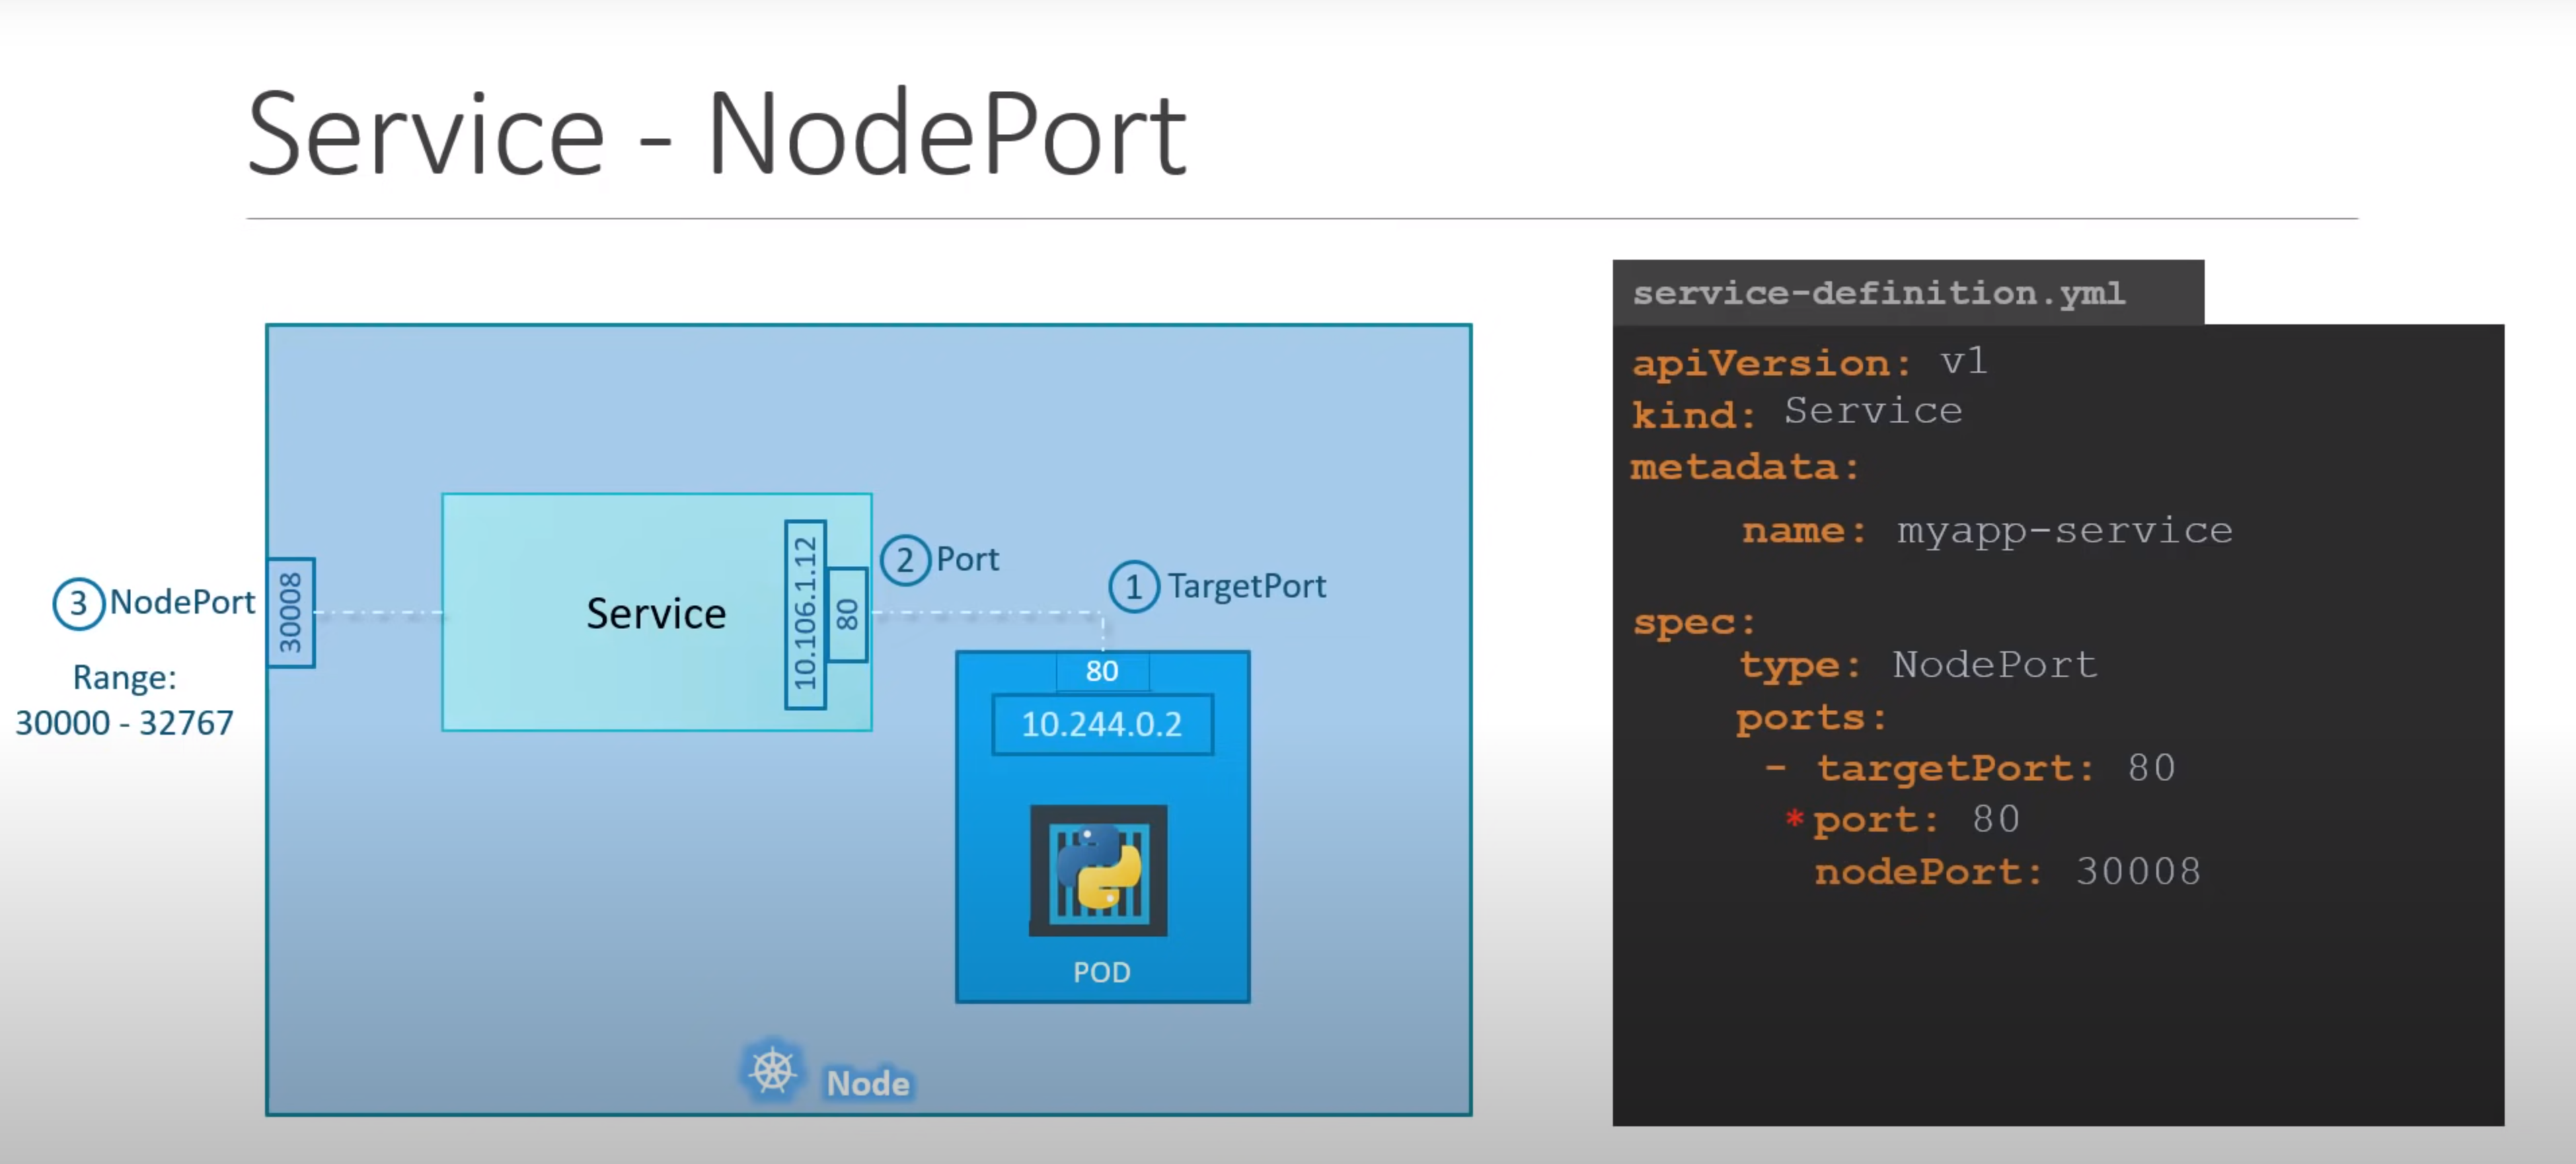 Service - NodePort
service-definition.yml
apiVersion: v1
kind: Service
metadata:
name: myapp-service
spec:
type: NodePort
ports:
- targetPort: 80
*port: 80
nodePort: 30008
3 NodePort
Range:
30000 - 32767
30008
Service
10.106.1.12
80
2 Port
1 TargetPort
80
10.244.0.2
POD
Node